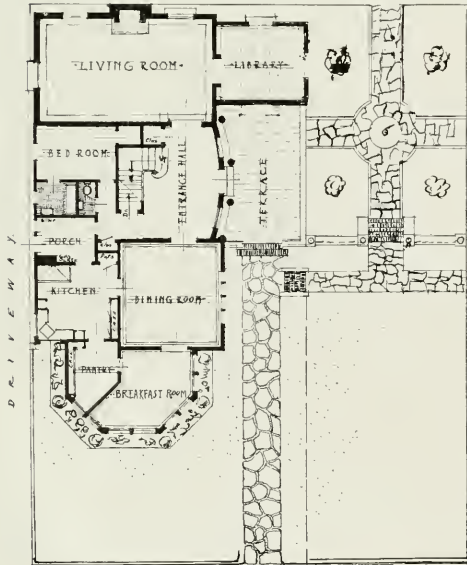 LIVING ROOM
LIBRARY
BED ROOM
ENTRANCE HALL
TERRACE
PORCH
KITCHEN
DINING ROOM
PANTRY
BREAKFAST ROOM
DRIVEWAY.